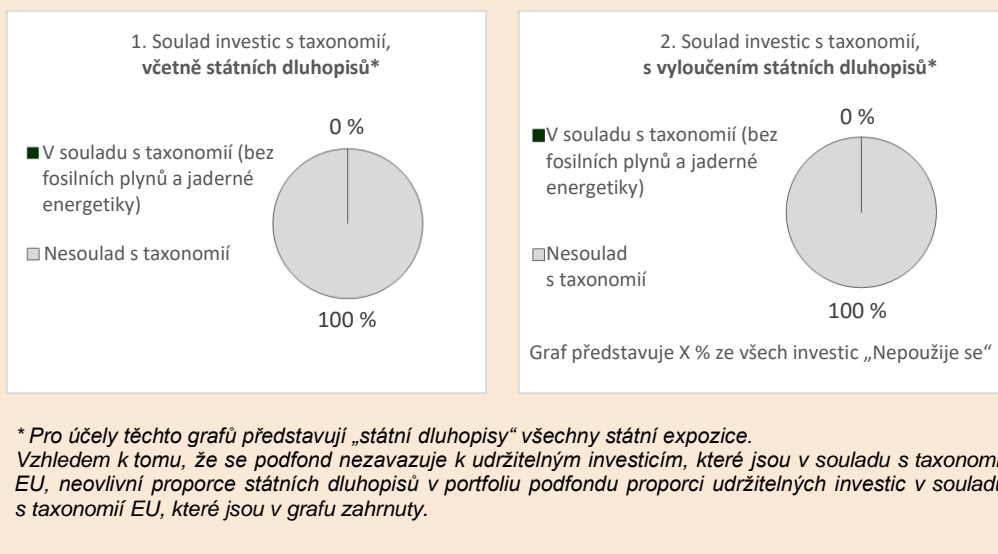 1. Soulad investic s taxonomií,
včetně státních dluhopisů*
0 %
V souladu s taxonomií (bez
fosilních plynů a jaderné
energetiky)
Nesoulad s taxonomií
100 %
2. Soulad investic s taxonomií,
s vyloučením státních dluhopisů*
0 %
V souladu s taxonomií (bez
fosilních plynů a jaderné
energetiky)
Nesoulad
s taxonomií
100 %
Graf představuje X % ze všech investic „Nepoužije se“
* Pro účely těchto grafů představují „státní dluhopisy“ všechny státní expozice.
Vzhledem k tomu, že se podfond nezavazuje k udržitelným investicím, které jsou v souladu s taxonomi
EU, neovlivní proporce státních dluhopisů v portfoliu podfondu proporci udržitelných investic v souladu
s taxonomií EU, které jsou v grafu zahrnuty.